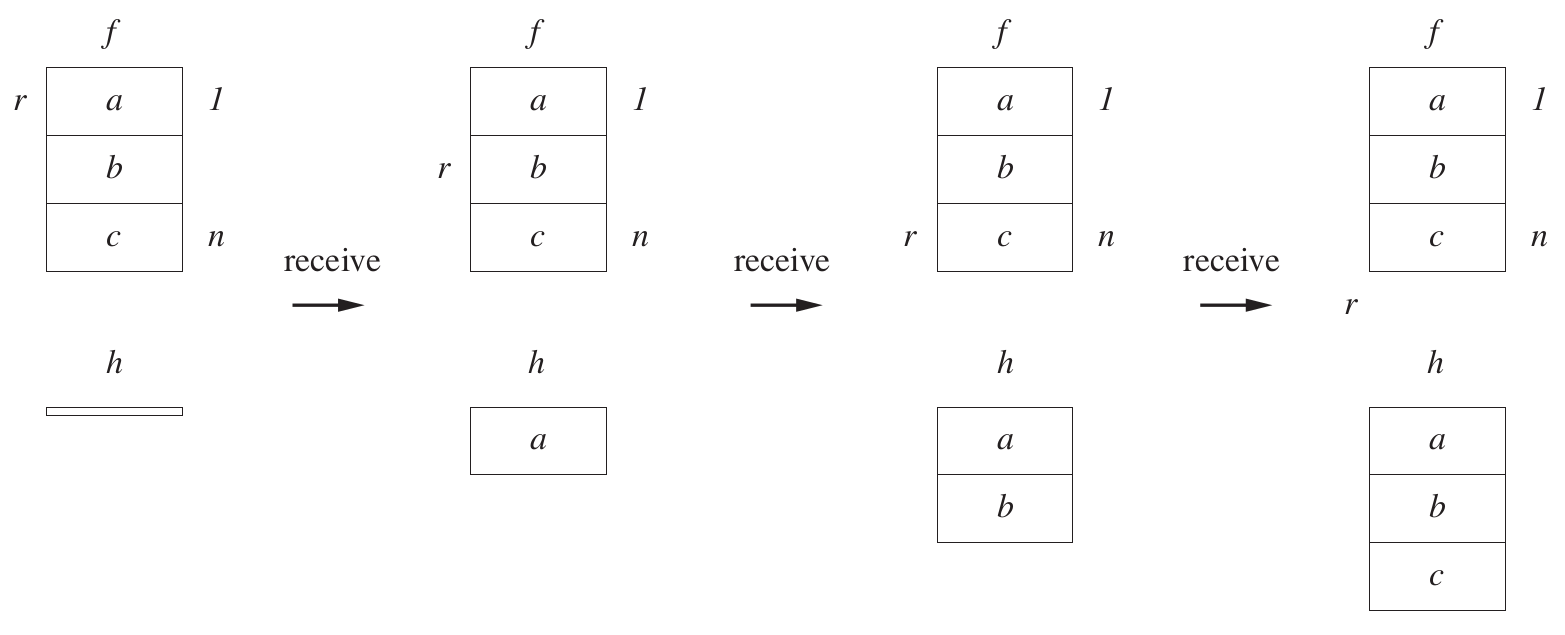 f f f f
r a 1 a 1 a 1 a 1
b r b b b
c n c n r c n c n
receive receive receive
r
h h h h
a a a
b b
c